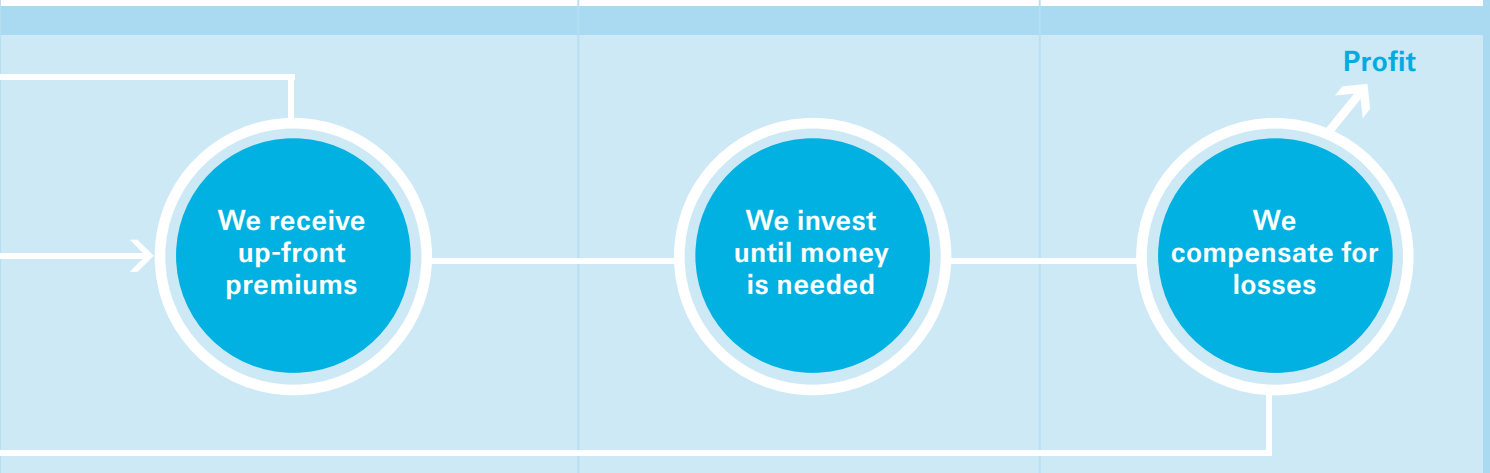 Profit
We receive
up-front
premiums
We invest
until money
is needed
We
compensate for
losses